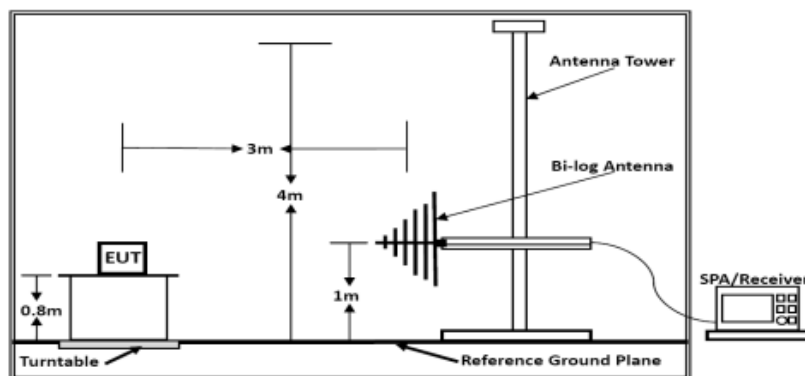 Antenna Tower
3m
Bi-log Antenna
4m
EUT
SPA/Receiver
0.8m
1m
Turntable
Reference Ground Plane